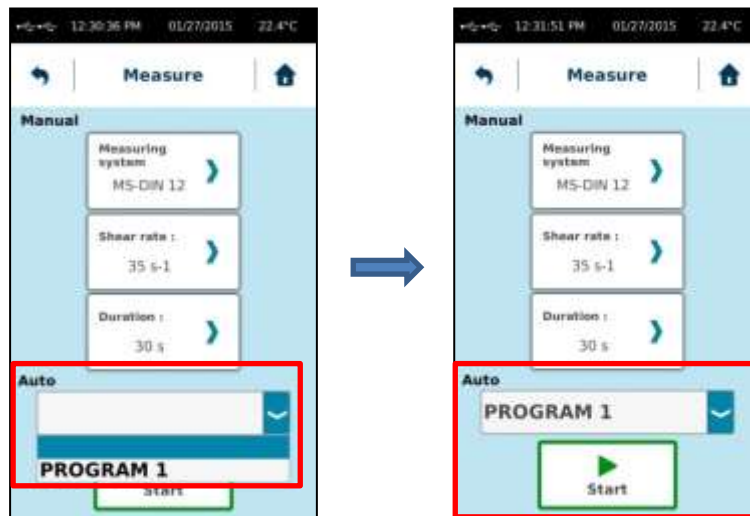 12:30:36 PM 01/27/2015 22.4°C
Measure
Manual
Measuring
system
MS-DIN 12
Shear rate :
35 s-1
Duration :
30 s
Auto
PROGRAM 1
Start
12:31:51 PM 01/27/2015 22.4°C
Measure
Manual
Measuring
system
MS-DIN 12
Shear rate :
35 s-1
Duration :
30 s
Auto
PROGRAM 1
Start